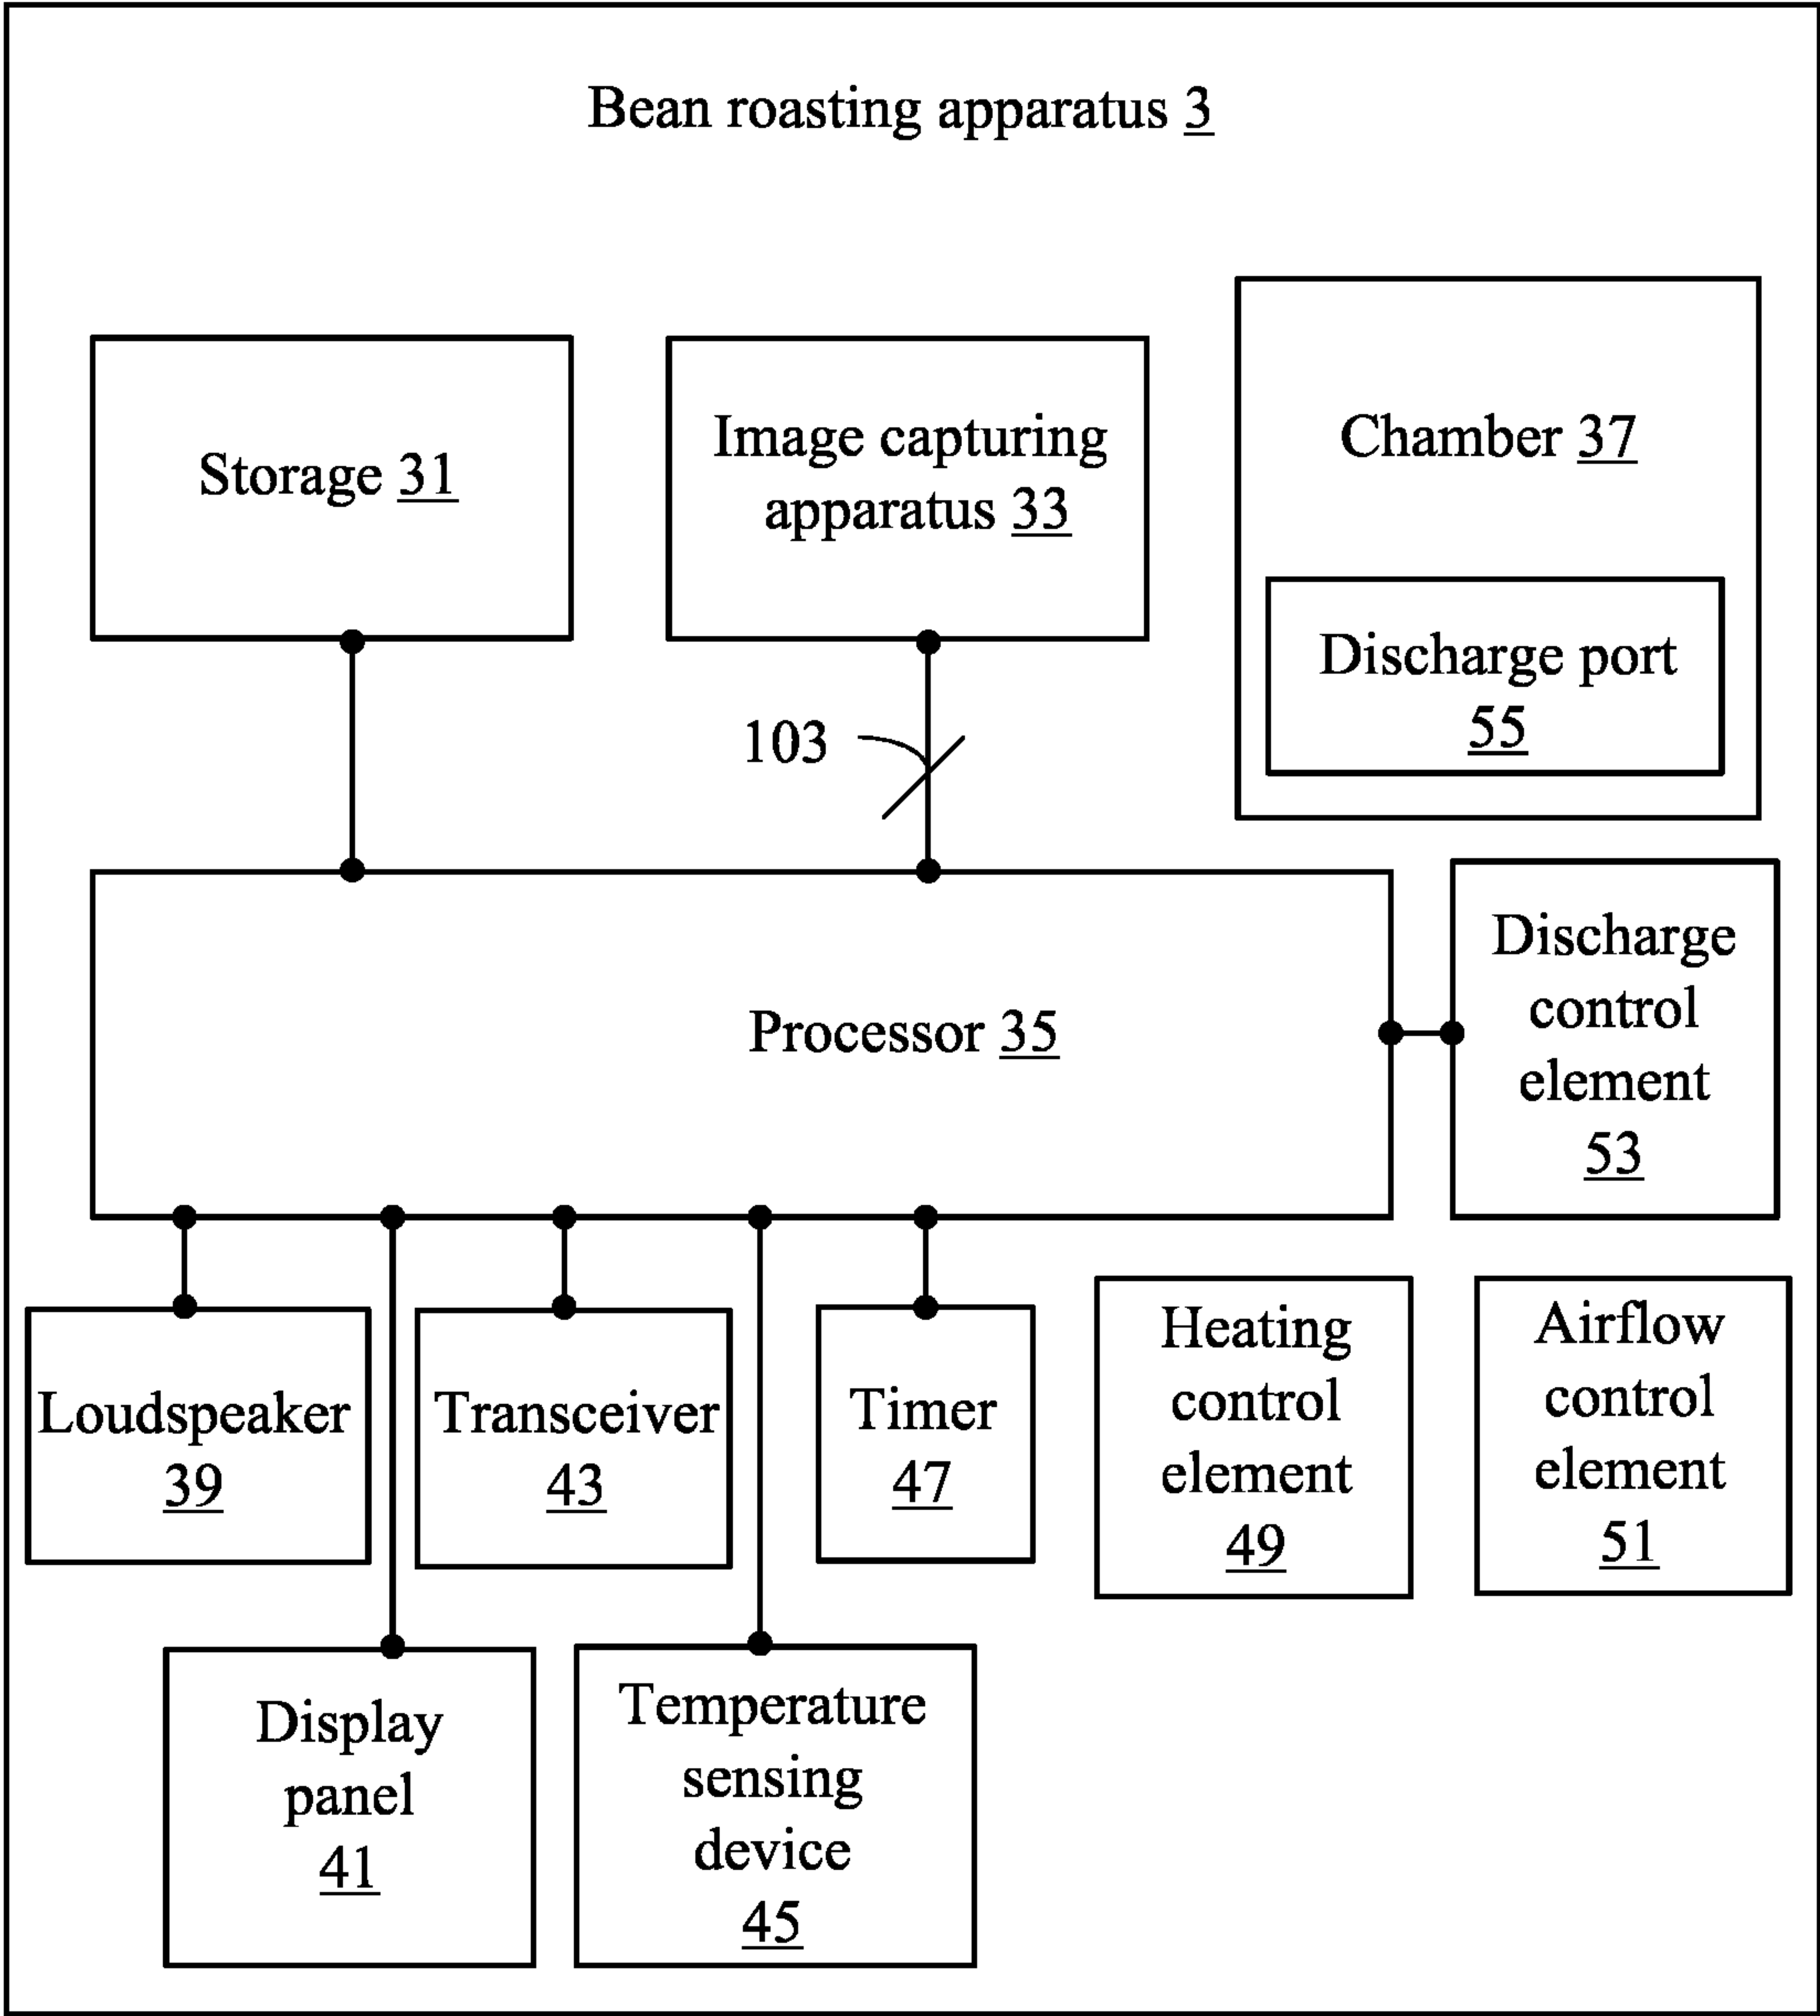 Bean roasting apparatus 3
Storage 31
Image capturing
apparatus 33
Chamber 37
Discharge port
55
103
Processor 35
Discharge
control
element
53
Loudspeaker
39
Transceiver
43
Timer
47
Heating
control
element
49
Airflow
control
element
51
Display
panel
41
Temperature
sensing
device
45